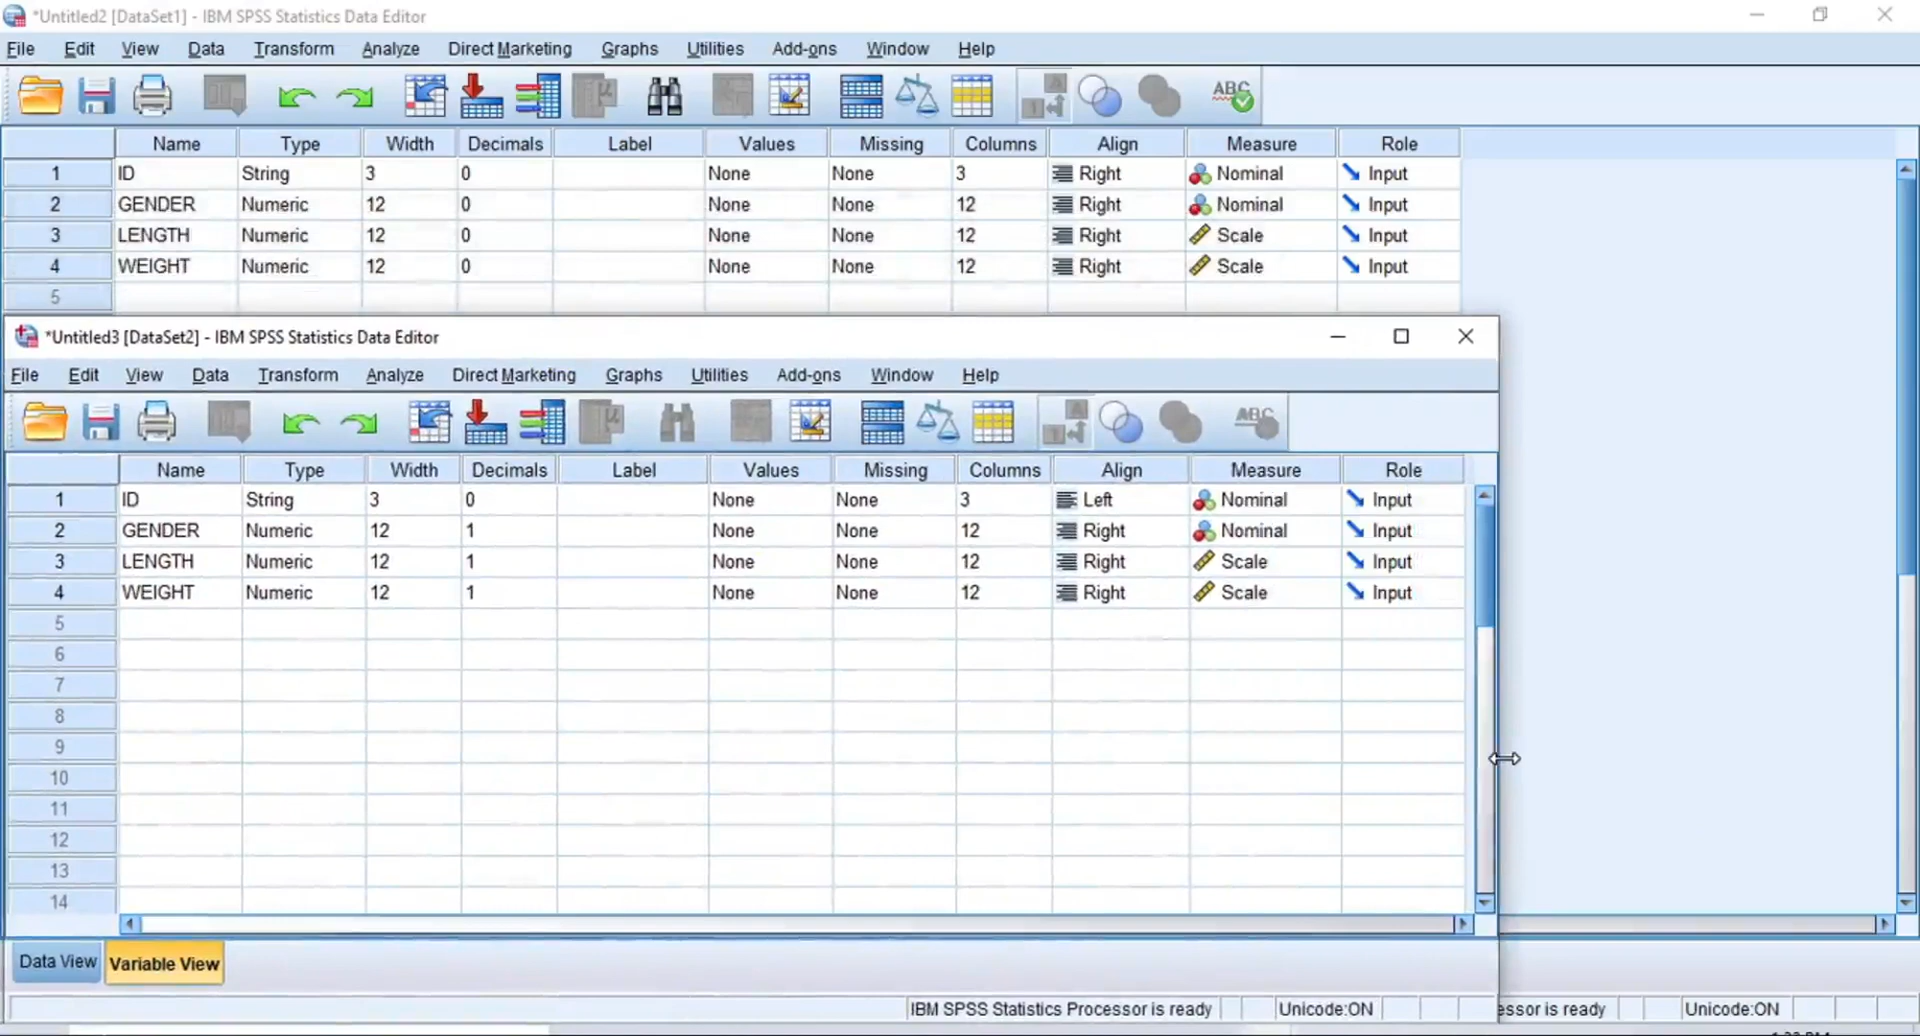 *Untitled2 [DataSet1] - IBM SPSS Statistics Data Editor
File Edit View Data Transform Analyze Direct Marketing Graphs Utilities Add-ons Window Help
Name Type Width Decimals Label Values Missing Columns Align Measure Role
1 ID String 3 0 None None 3 Right Nominal Input
2 GENDER Numeric 12 0 None None 12 Right Nominal Input
3 LENGTH Numeric 12 0 None None 12 Right Scale Input
4 WEIGHT Numeric 12 0 None None 12 Right Scale Input
5
*Untitled3 [DataSet2] - IBM SPSS Statistics Data Editor
File Edit View Data Transform Analyze Direct Marketing Graphs Utilities Add-ons Window Help
Name Type Width Decimals Label Values Missing Columns Align Measure Role
1 ID String 3 0 None None 3 Left Nominal Input
2 GENDER Numeric 12 1 None None 12 Right Nominal Input
3 LENGTH Numeric 12 1 None None 12 Right Scale Input
4 WEIGHT Numeric 12 1 None None 12 Right Scale Input
5
6
7
8
9
10
11
12
13
14
Data View Variable View
IBM SPSS Statistics Processor is ready Unicode:ON is ready Unicode:ON